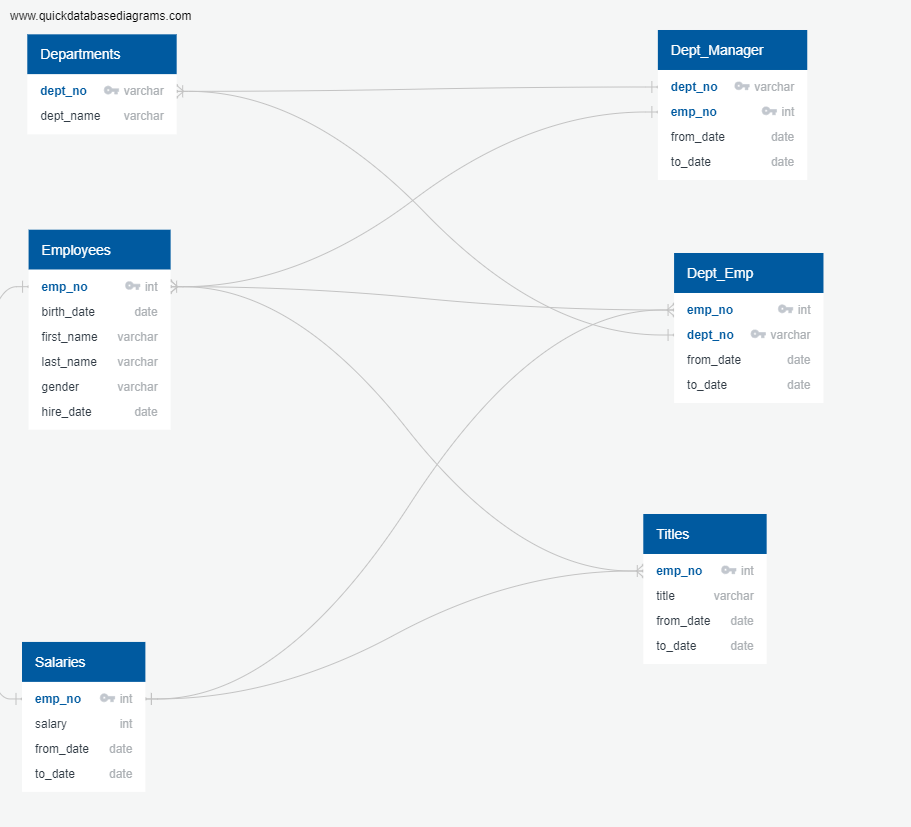 www.quickdatabasediagrams.com
Departments
dept_no varchar
dept_name varchar
Dept_Manager
dept_no varchar
emp_no int
from_date date
to_date date
Employees
emp_no int
birth_date date
first_name varchar
last_name varchar
gender varchar
hire_date date
Dept_Emp
emp_no int
dept_no varchar
from_date date
to_date date
Titles
emp_no int
title varchar
from_date date
to_date date
Salaries
emp_no int
salary int
from_date date
to_date date